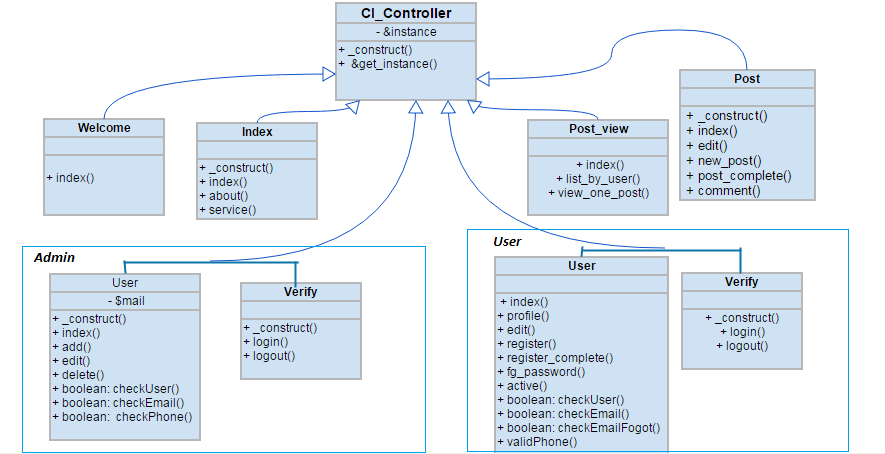 CI_Controller
- &instance
+ _construct()
+ &get_instance()
Welcome
+ index()
Index
+ _construct()
+ index()
+ about()
+ service()
Post_view
+ index()
+ list_by_user()
+ view_one_post()
Post
+ _construct()
+ index()
+ edit()
+ new_post()
+ post_complete()
+ comment()
Admin
User
- $mail
+ _construct()
+ index()
+ add()
+ edit()
+ delete()
+ boolean: checkUser()
+ boolean: checkEmail()
+ boolean: checkPhone()
Verify
+ _construct()
+ login()
+ logout()
User
User
+ index()
+ profile()
+ edit()
+ register()
+ register_complete()
+ fg_password()
+ active()
+ boolean: checkUser()
+ boolean: checkEmail()
+ boolean: checkEmailFogot()
+ validPhone()
Verify
+ _construct()
+ login()
+ logout()